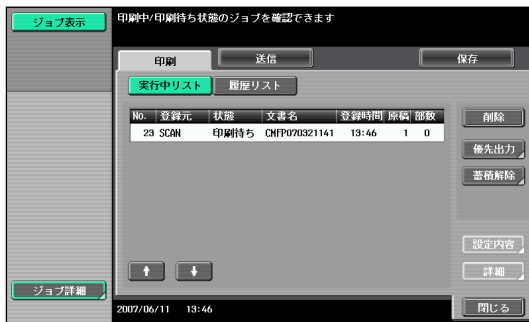 ジョブ表示
印刷中/印刷待ち状態のジョブを確認できます
印刷
送信
保存
実行中リスト
履歴リスト
No. 登録元 状態 文書名 登録時間 原稿 部数
23 SCAN 印刷待ち CMFP070321141 13:46 1 0
削除
優先出力
蓄積解除
設定内容
詳細
ジョブ詳細
2007/06/11 13:46
閉じる